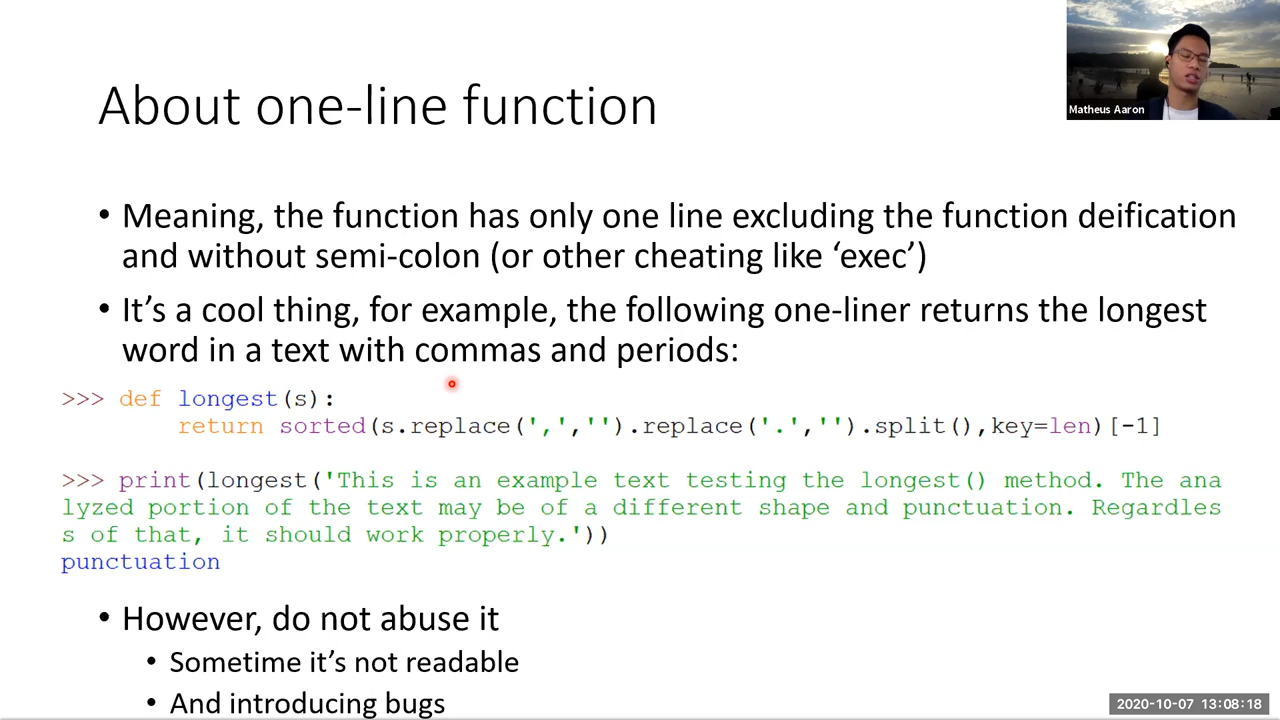 Matheus Aaron
About one-line function
• Meaning, the function has only one line excluding the function deification
and without semi-colon (or other cheating like ‘exec’)
• It’s a cool thing, for example, the following one-liner returns the longest
word in a text with commas and periods:
>>> def longest(s):
return sorted(s.replace(',','').replace('.','').split(),key=len)[-1]
>>> print(longest('This is an example text testing the longest() method. The ana
lyzed portion of the text may be of a different shape and punctuation. Regardles
s of that, it should work properly.'))
punctuation
• However, do not abuse it
• Sometime it’s not readable
• And introducing bugs
2020-10-07 13:08:18